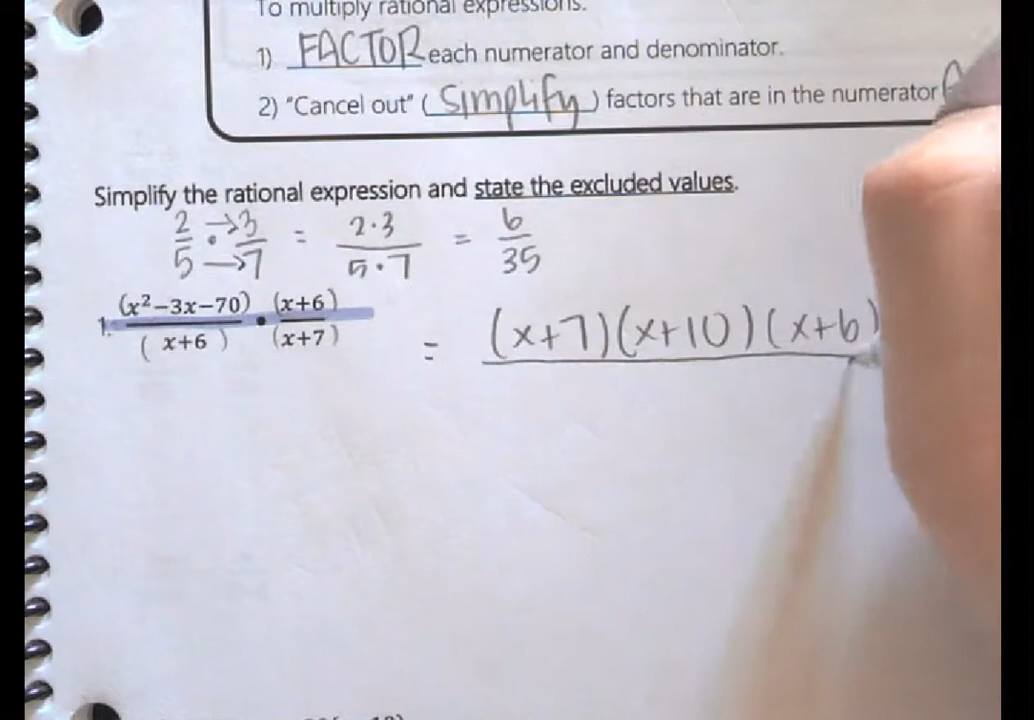 To multiply rational expressions.
1) FACTOR each numerator and denominator.
2) "Cancel out" (simplify) factors that are in the numerator
Simplify the rational expression and state the excluded values.
2/5 · 3/7 = 2·3/5·7 = 6/35
1. (x²−3x−70)/(x+6) • (x+6)/(x+7) = (x+7)(x+10)(x+6)